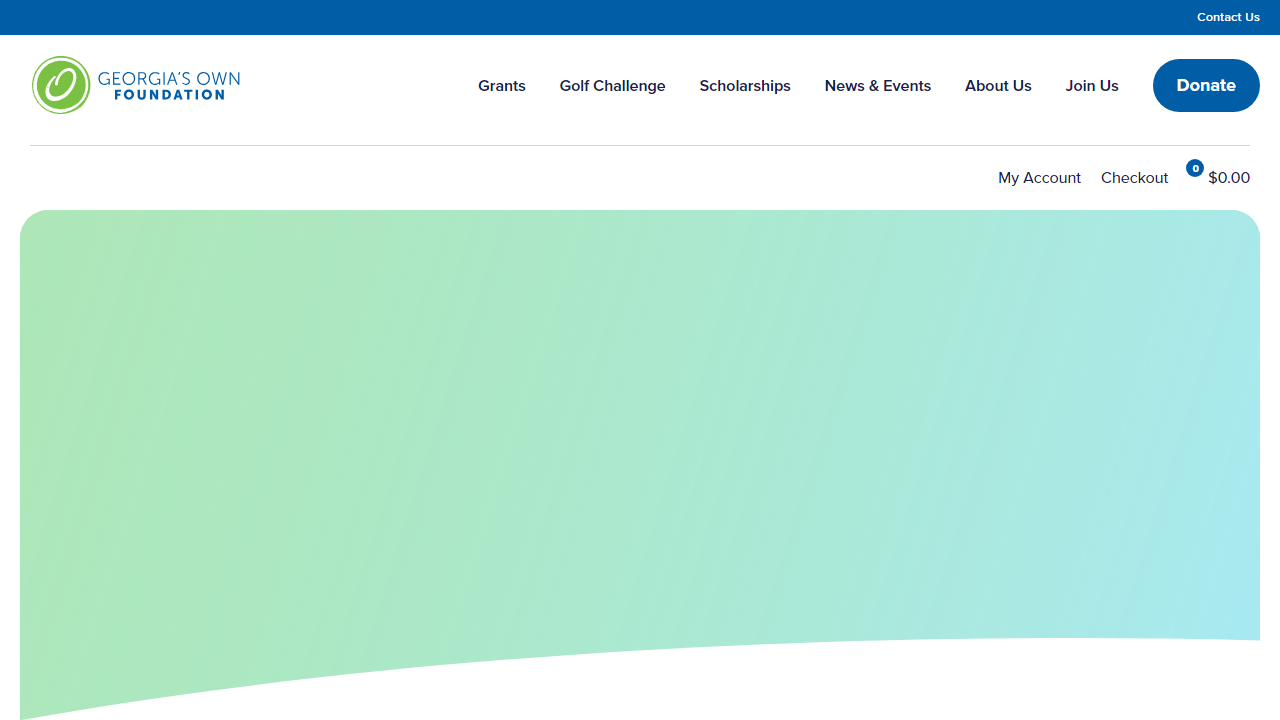 Contact Us
GEORGIA'S OWN
FOUNDATION
Grants
Golf Challenge
Scholarships
News & Events
About Us
Join Us
Donate
My Account
Checkout
0
$0.00